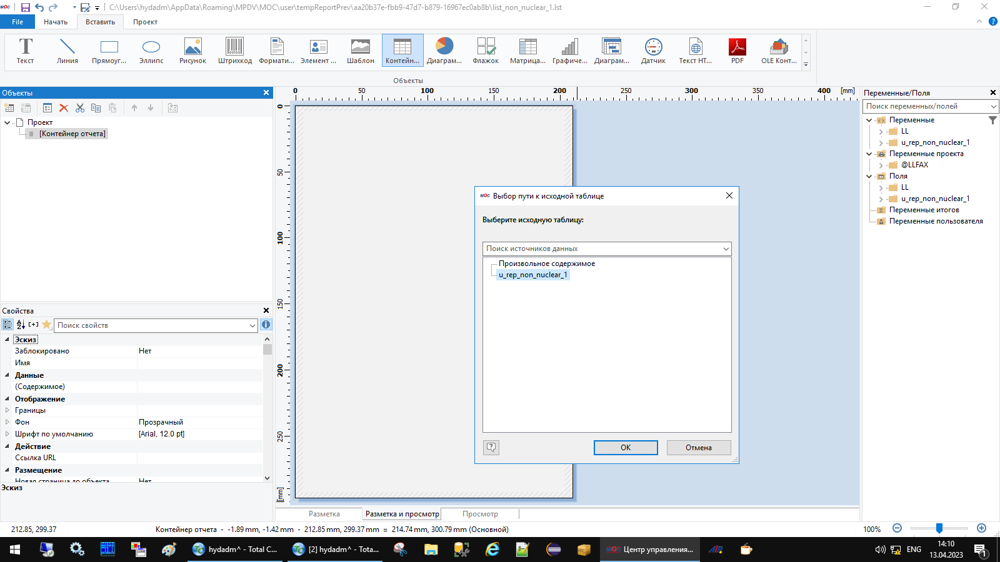 MOC C:\Users\hydadm\AppData\Roaming\MPDV\MOC\user\tempReportPrev\aa20b37e-fbb9-47d7-b879-16967ec0ab8b\list_non_nuclear_1.lst
File Начать Вставить Проект
Текст Линия Прямоуг... Эллипс Рисунок Штрихкод Формати... Элемент ... Шаблон Контейн... Диаграм... Флажок Матрица... Графиче... Диаграм... Датчик Текст HT... PDF OLE Конт...
Объекты
Объекты
Проект
[Контейнер отчета]
Свойства
Поиск свойств
Эскиз
Заблокировано Нет
Имя
Данные
(Содержимое)
Отображение
Границы
Фон Прозрачный
Шрифт по умолчанию [Arial, 12.0 pt]
Действие
Ссылка URL
Размещение
Новая страница до объекта Нет
Эскиз
0 50 100 150 200 250 300 350 400 [mm]
0
50
100
150
200
250
[mm]
MOC Выбор пути к исходной таблице
Выберите исходную таблицу:
Поиск источников данных
Произвольное содержимое
u_rep_non_nuclear_1
OK Отмена
Разметка Разметка и просмотр Просмотр
Переменные/Поля
Поиск переменных/полей
Переменные
LL
u_rep_non_nuclear_1
Переменные проекта
@LLFAX
Поля
LL
u_rep_non_nuclear_1
Переменные итогов
Переменные пользователя
212.85, 299.37 Контейнер отчета - -1.89 mm, -1.42 mm - 212.85 mm, 299.37 mm = 214.74 mm, 300.79 mm (Основной) 100%
hydadm^ - Total C... [2] hydadm^ - Tota... MOC Центр управления... AIP ENG 14:10
13.04.2023 1